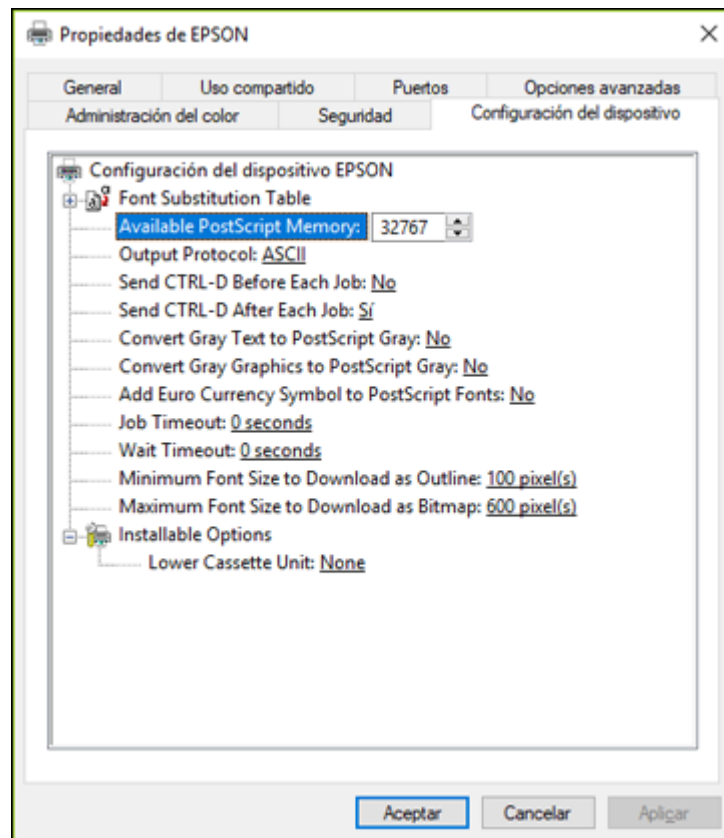 Propiedades de EPSON
General Uso compartido Puertos Opciones avanzadas
Administración del color Seguridad Configuración del dispositivo
Configuración del dispositivo EPSON
Font Substitution Table
Available PostScript Memory: 32767
Output Protocol: ASCII
Send CTRL-D Before Each Job: No
Send CTRL-D After Each Job: Sí
Convert Gray Text to PostScript Gray: No
Convert Gray Graphics to PostScript Gray: No
Add Euro Currency Symbol to PostScript Fonts: No
Job Timeout: 0 seconds
Wait Timeout: 0 seconds
Minimum Font Size to Download as Outline: 100 pixel(s)
Maximum Font Size to Download as Bitmap: 600 pixel(s)
Installable Options
Lower Cassette Unit: None
Aceptar Cancelar Aplicar